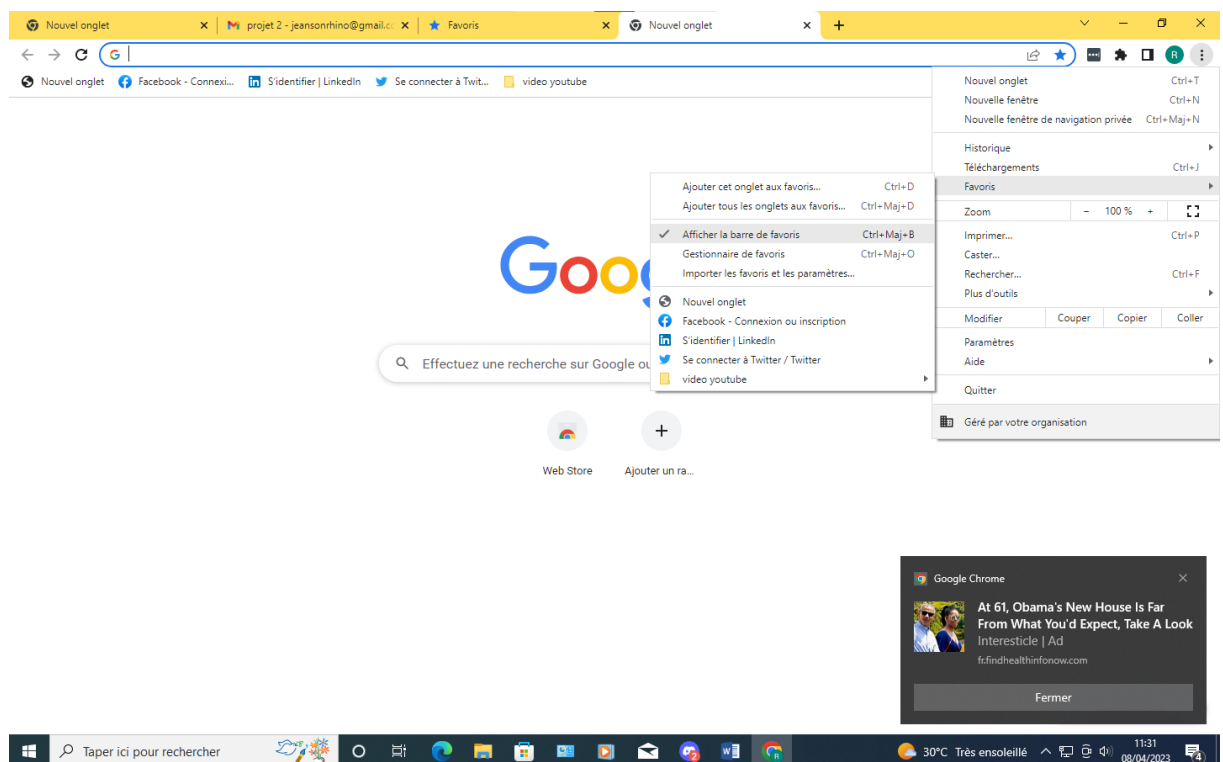 Nouvel onglet
projet 2 - jeansonrhino@gmail.cc
Favoris
Nouvel onglet
Nouvel onglet
Facebook - Connexi...
S'identifier | LinkedIn
Se connecter à Twit...
video youtube
R
Nouvel onglet Ctrl+T
Nouvelle fenêtre Ctrl+N
Nouvelle fenêtre de navigation privée Ctrl+Maj+N
Historique
Téléchargements Ctrl+J
Favoris
Zoom - 100 % +
Imprimer... Ctrl+P
Caster...
Rechercher... Ctrl+F
Plus d'outils
Modifier Couper Copier Coller
Paramètres
Aide
Quitter
Géré par votre organisation
Ajouter cet onglet aux favoris... Ctrl+D
Ajouter tous les onglets aux favoris... Ctrl+Maj+D
Afficher la barre de favoris Ctrl+Maj+B
Gestionnaire de favoris Ctrl+Maj+O
Importer les favoris et les paramètres...
Nouvel onglet
Facebook - Connexion ou inscription
S'identifier | LinkedIn
Se connecter à Twitter / Twitter
video youtube
Goo
Effectuez une recherche sur Google ou
Web Store
Ajouter un ra...
Google Chrome
At 61, Obama's New House Is Far
From What You'd Expect, Take A Look
Interesticle | Ad
fr.findhealthinfonow.com
Fermer
Taper ici pour rechercher
30°C Très ensoleillé
11:31
08/04/2023
4